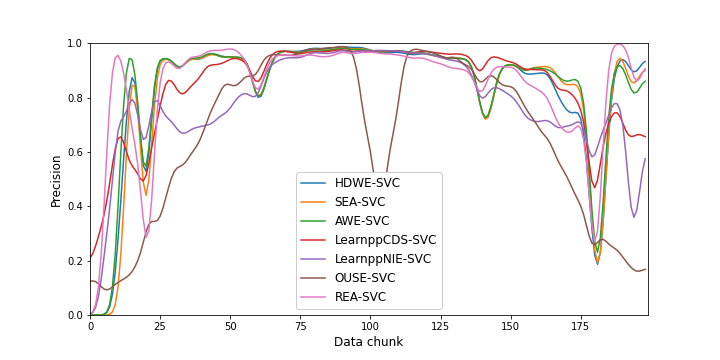 1.0
0.8
0.6
0.4
0.2
0.0
Precision
0 25 50 75 100 125 150 175
Data chunk
HDWE-SVC
SEA-SVC
AWE-SVC
LearnppCDS-SVC
LearnppNIE-SVC
OUSE-SVC
REA-SVC